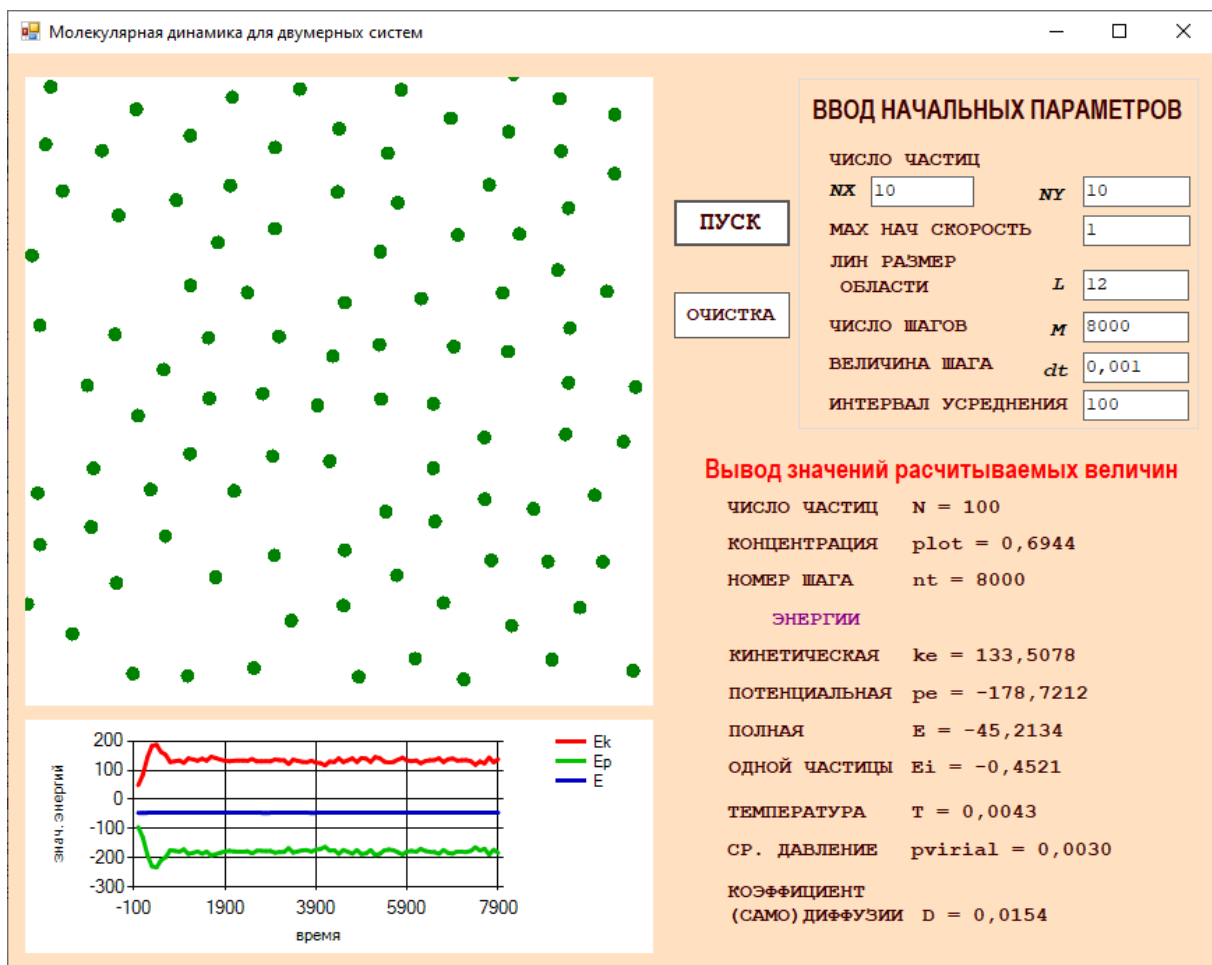 Молекулярная динамика для двумерных систем
ВВОД НАЧАЛЬНЫХ ПАРАМЕТРОВ
ЧИСЛО ЧАСТИЦ
NX 10 NY 10
ПУСК
МАХ НАЧ СКОРОСТЬ 1
ЛИН РАЗМЕР
ОБЛАСТИ L 12
ОЧИСТКА
ЧИСЛО ШАГОВ M 8000
ВЕЛИЧИНА ШАГА dt 0,001
ИНТЕРВАЛ УСРЕДНЕНИЯ 100
Вывод значений расчитываемых величин
ЧИСЛО ЧАСТИЦ N = 100
КОНЦЕНТРАЦИЯ plot = 0,6944
НОМЕР ШАГА nt = 8000
ЭНЕРГИИ
КИНЕТИЧЕСКАЯ ke = 133,5078
ПОТЕНЦИАЛЬНАЯ pe = -178,7212
ПОЛНАЯ E = -45,2134
ОДНОЙ ЧАСТИЦЫ Ei = -0,4521
ТЕМПЕРАТУРА T = 0,0043
СР. ДАВЛЕНИЕ pvirial = 0,0030
КОЭФФИЦИЕНТ
(САМО)ДИФФУЗИИ D = 0,0154
знач. энергий
200
100
0
-100
-200
-300
-100 1900 3900 5900 7900
время
Ek
Ep
E